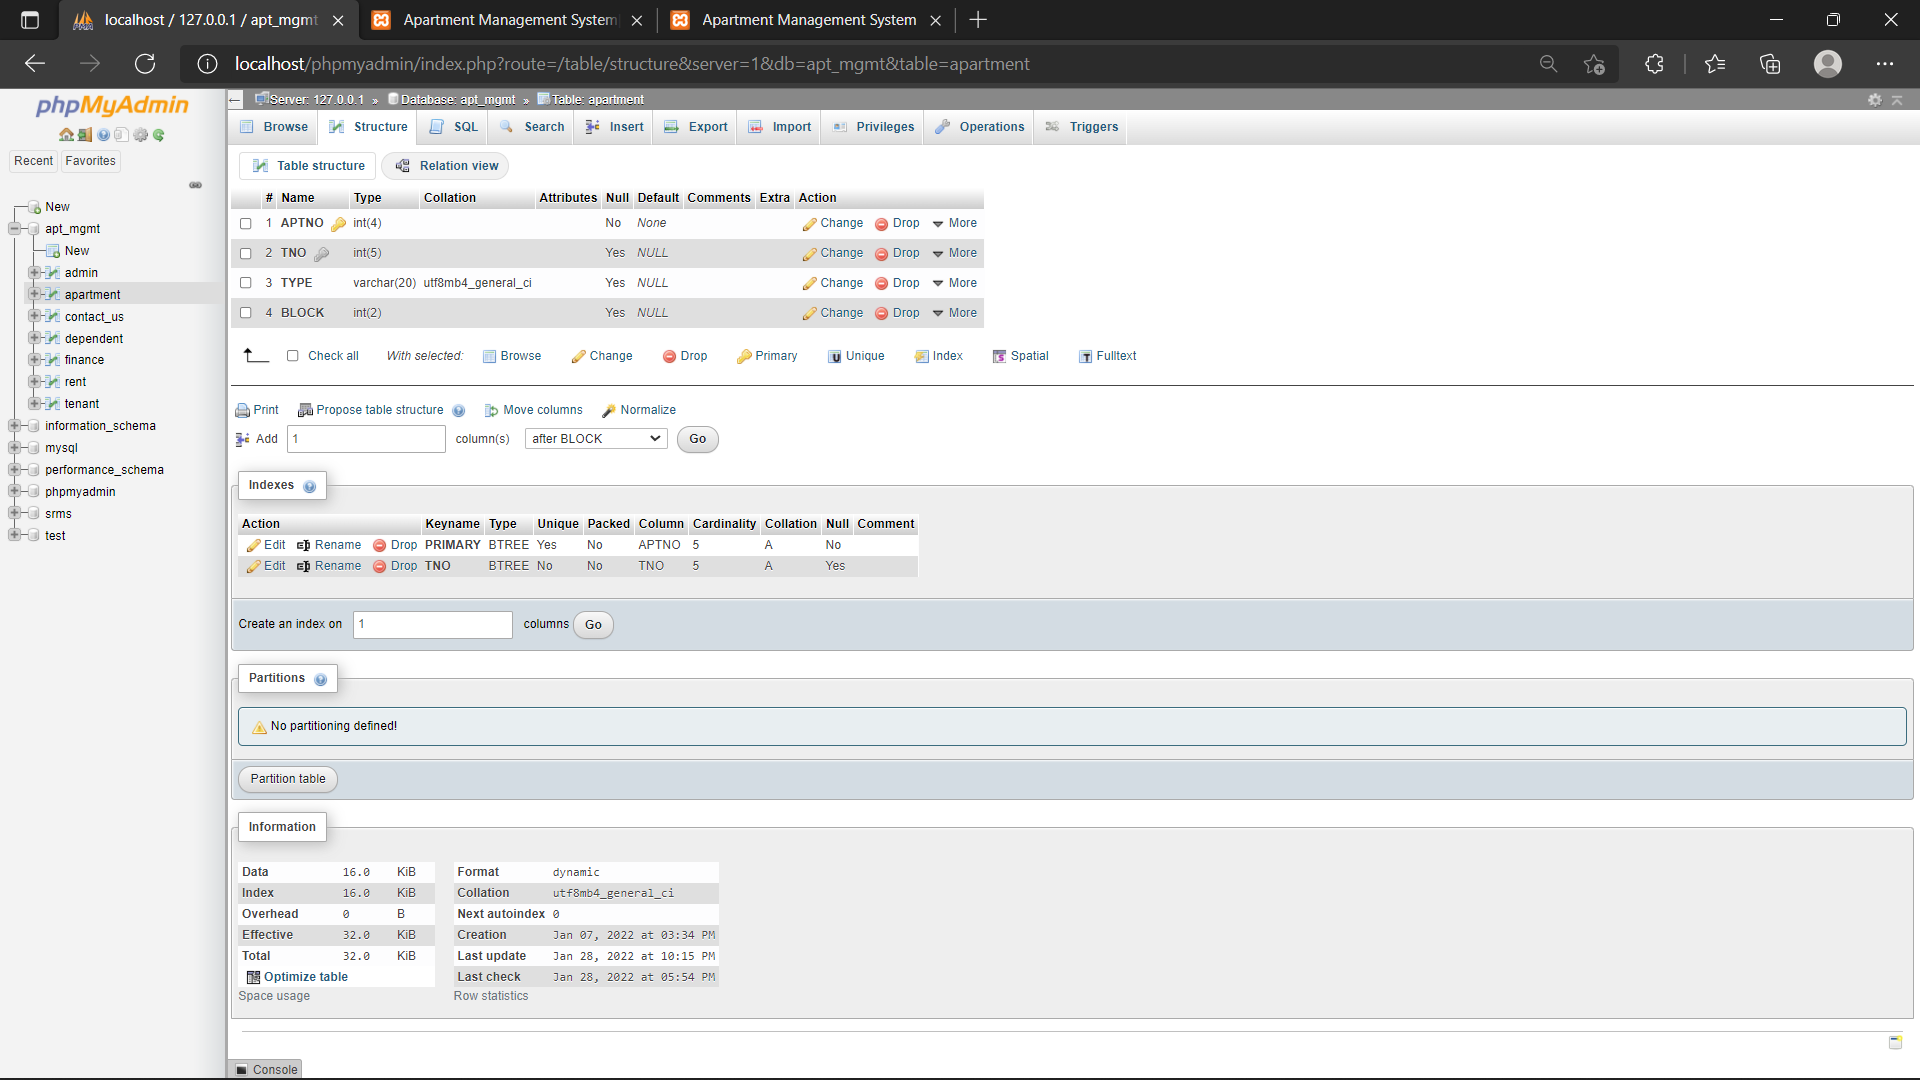 localhost / 127.0.0.1 / apt_mgmt
Apartment Management System
Apartment Management System
localhost/phpmyadmin/index.php?route=/table/structure&server=1&db=apt_mgmt&table=apartment
phpMyAdmin
Recent
Favorites
New
apt_mgmt
New
admin
apartment
contact_us
dependent
finance
rent
tenant
information_schema
mysql
performance_schema
phpmyadmin
srms
test
Server: 127.0.0.1 » Database: apt_mgmt » Table: apartment
Browse Structure SQL Search Insert Export Import Privileges Operations Triggers
Table structure Relation view
# Name Type Collation Attributes Null Default Comments Extra Action
1 APTNO int(4) No None Change Drop More
2 TNO int(5) Yes NULL Change Drop More
3 TYPE varchar(20) utf8mb4_general_ci Yes NULL Change Drop More
4 BLOCK int(2) Yes NULL Change Drop More
Check all With selected: Browse Change Drop Primary Unique Index Spatial Fulltext
Print Propose table structure Move columns Normalize
Add 1 column(s) after BLOCK Go
Indexes
Action Keyname Type Unique Packed Column Cardinality Collation Null Comment
Edit Rename Drop PRIMARY BTREE Yes No APTNO 5 A No
Edit Rename Drop TNO BTREE No No TNO 5 A Yes
Create an index on 1 columns Go
Partitions
No partitioning defined!
Partition table
Information
Data 16.0 KiB
Index 16.0 KiB
Overhead 0 B
Effective 32.0 KiB
Total 32.0 KiB
Optimize table
Space usage
Format dynamic
Collation utf8mb4_general_ci
Next autoindex 0
Creation Jan 07, 2022 at 03:34 PM
Last update Jan 28, 2022 at 10:15 PM
Last check Jan 28, 2022 at 05:54 PM
Row statistics
Console